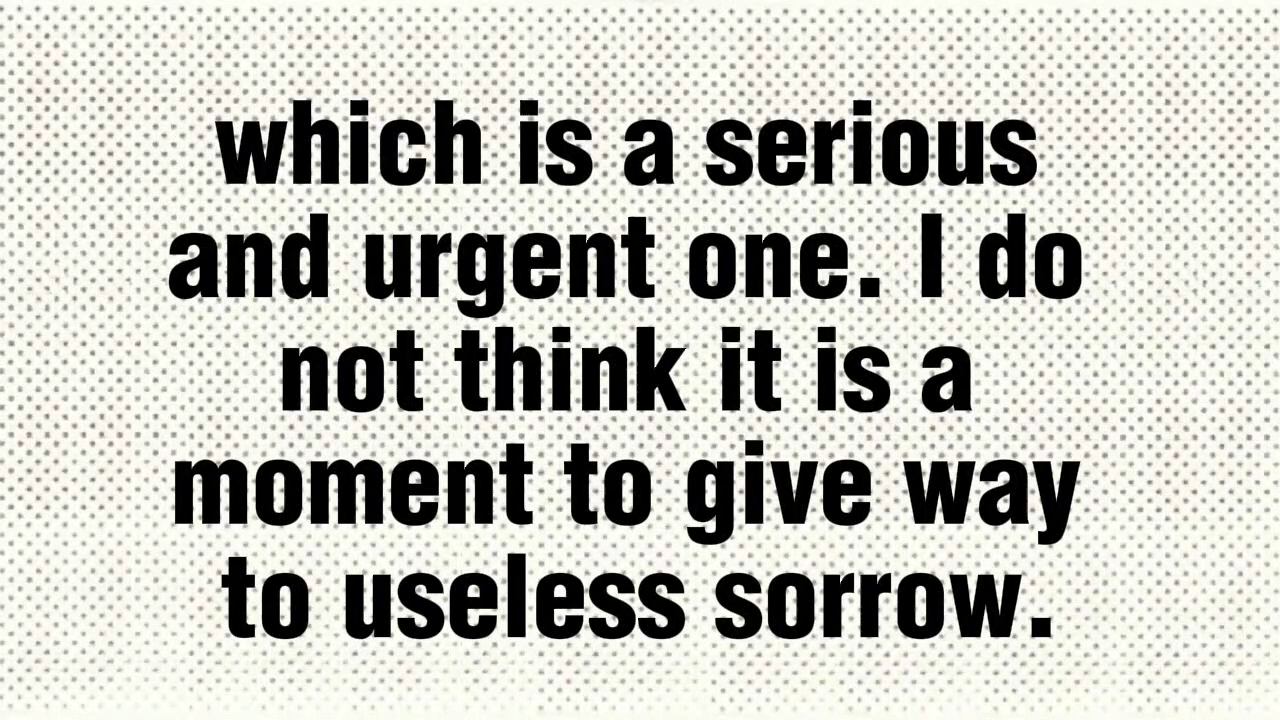 which is a serious
and urgent one. I do
not think it is a
moment to give way
to useless sorrow.